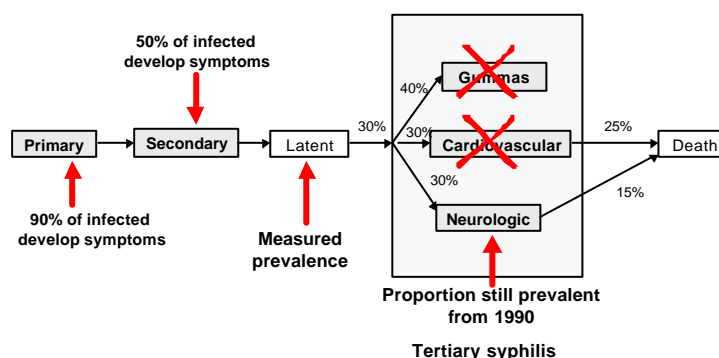 50% of infected
develop symptoms
Gummas
40%
Primary
Secondary
Latent
30%
30%
Cardiovascular
25%
Death
30%
15%
Neurologic
90% of infected
develop symptoms
Measured
prevalence
Proportion still prevalent
from 1990
Tertiary syphilis